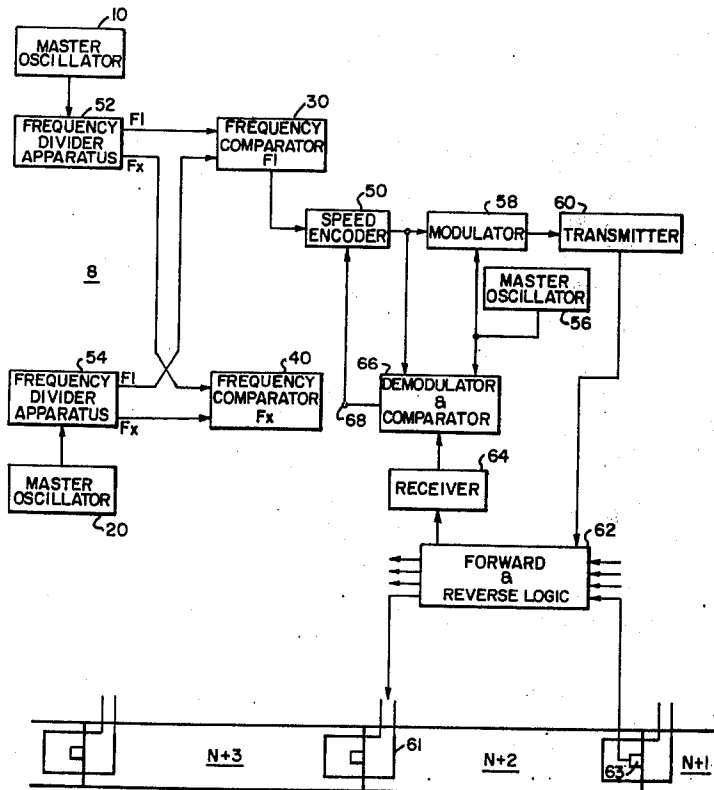 10
MASTER
OSCILLATOR
52
FREQUENCY
DIVIDER
APPARATUS
F1
Fx
30
FREQUENCY
COMPARATOR
F1
50
SPEED
ENCODER
58
MODULATOR
60
TRANSMITTER
MASTER
OSCILLATOR
56
8
54
FREQUENCY
DIVIDER
APPARATUS
F1
Fx
40
FREQUENCY
COMPARATOR
Fx
66
DEMODULATOR
&
COMPARATOR
68
MASTER
OSCILLATOR
20
64
RECEIVER
62
FORWARD
&
REVERSE LOGIC
61
N+3
N+2
63
N+1